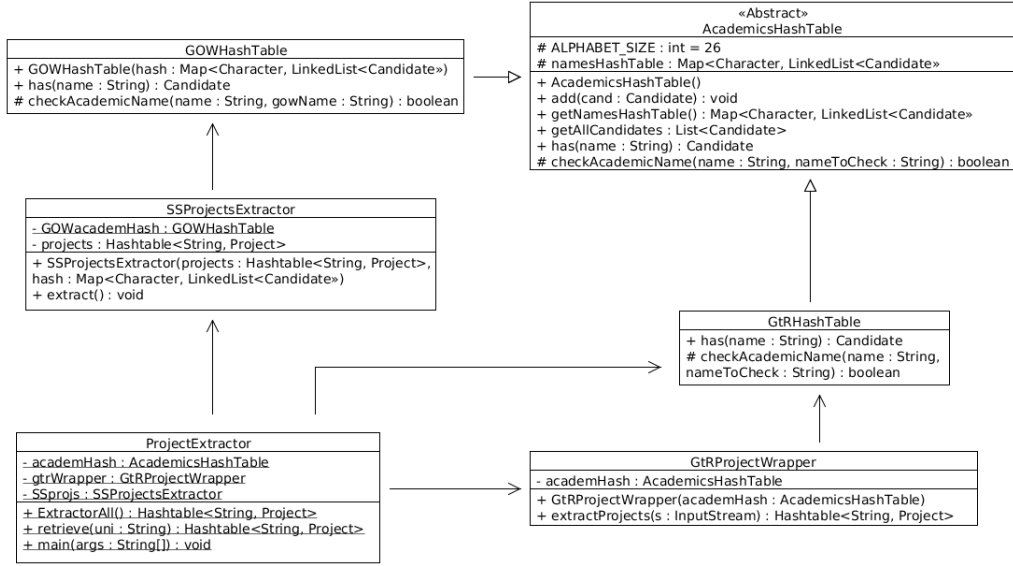 GOWHashTable
+ GOWHashTable(hash : Map<Character, LinkedList<Candidate»)
+ has(name : String) : Candidate
# checkAcademicName(name : String, gowName : String) : boolean
«Abstract»
AcademicsHashTable
# ALPHABET_SIZE : int = 26
# namesHashTable : Map<Character, LinkedList<Candidate»
+ AcademicsHashTable()
+ add(cand : Candidate) : void
+ getNamesHashTable() : Map<Character, LinkedList<Candidate»
+ getAllCandidates : List<Candidate>
+ has(name : String) : Candidate
# checkAcademicName(name : String, nameToCheck : String) : boolean
SSProjectsExtractor
- GOWacademHash : GOWHashTable
- projects : Hashtable<String, Project>
+ SSProjectsExtractor(projects : Hashtable<String, Project>,
hash : Map<Character, LinkedList<Candidate»)
+ extract() : void
GtRHashTable
+ has(name : String) : Candidate
# checkAcademicName(name : String,
nameToCheck : String) : boolean
ProjectExtractor
- academHash : AcademicsHashTable
- gtrWrapper : GtRProjectWrapper
- SSprojs : SSProjectsExtractor
+ ExtractorAll() : Hashtable<String, Project>
+ retrieve(uni : String) : Hashtable<String, Project>
+ main(args : String[]) : void
GtRProjectWrapper
- academHash : AcademicsHashTable
+ GtRProjectWrapper(academHash : AcademicsHashTable)
+ extractProjects(s : InputStream) : Hashtable<String, Project>